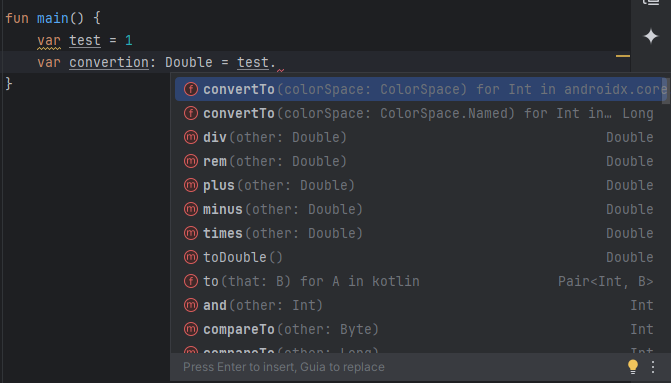 fun main() {
var test = 1
var convertion: Double = test.
}
convertTo(colorSpace: ColorSpace) for Int in androidx.core
convertTo(colorSpace: ColorSpace.Named) for Int in... Long
div(other: Double) Double
rem(other: Double) Double
plus(other: Double) Double
minus(other: Double) Double
times(other: Double) Double
toDouble() Double
to(that: B) for A in kotlin Pair<Int, B>
and(other: Int) Int
compareTo(other: Byte) Int
compareTo(other: Long) Int
Press Enter to insert, Guia to replace